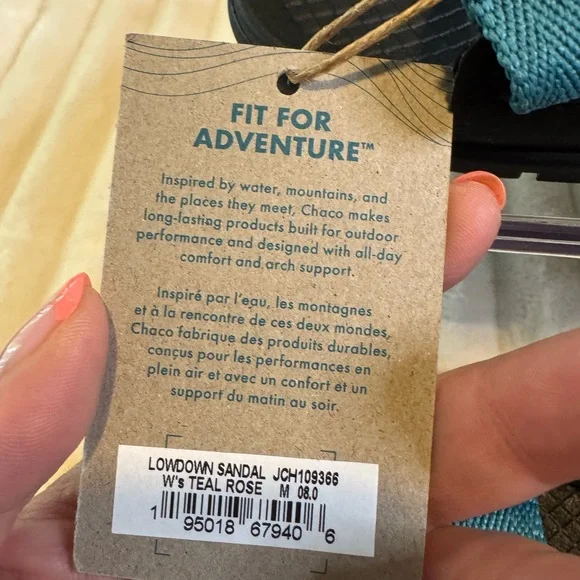 FIT FOR
ADVENTURE™
Inspired by water, mountains, and
the places they meet, Chaco makes
long-lasting products built for outdoor
performance and designed with all-day
comfort and arch support.
Inspiré par l'eau, les montagnes
et à la rencontre de ces deux mondes,
Chaco fabrique des produits durables,
conçus pour les performances en
plein air et avec un confort et un
support du matin au soir.
LOWDOWN SANDAL JCH109366
W's TEAL ROSE M 08.0
1 95018 67940 6